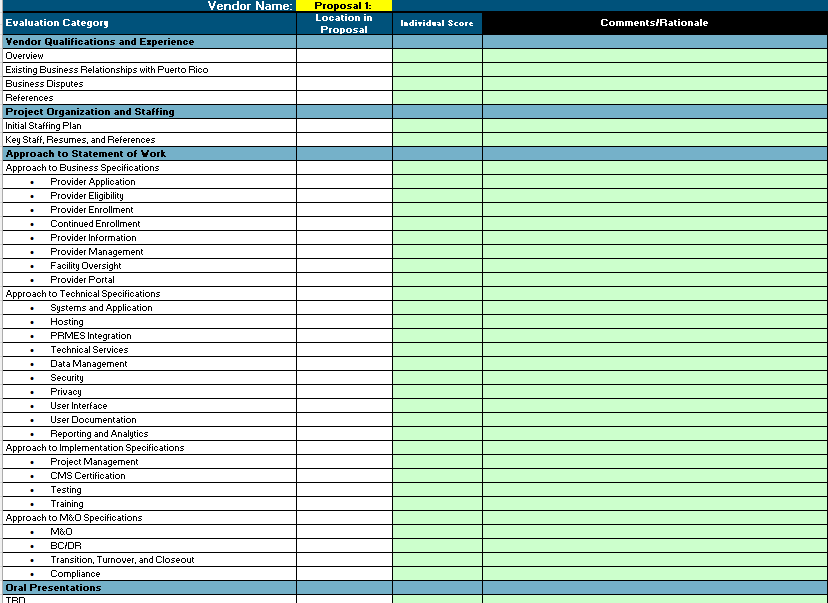 Vendor Name: Proposal 1:
Evaluation Category Location in Proposal Individual Score Comments/Rationale
Vendor Qualifications and Experience
Overview
Existing Business Relationships with Puerto Rico
Business Disputes
References
Project Organization and Staffing
Initial Staffing Plan
Key Staff, Resumes, and References
Approach to Statement of Work
Approach to Business Specifications
• Provider Application
• Provider Eligibility
• Provider Enrollment
• Continued Enrollment
• Provider Information
• Provider Management
• Facility Oversight
• Provider Portal
Approach to Technical Specifications
• Systems and Application
• Hosting
• PRMES Integration
• Technical Services
• Data Management
• Security
• Privacy
• User Interface
• User Documentation
• Reporting and Analytics
Approach to Implementation Specifications
• Project Management
• CMS Certification
• Testing
• Training
Approach to M&O Specifications
• M&O
• BC/DR
• Transition, Turnover, and Closeout
• Compliance
Oral Presentations
TBD